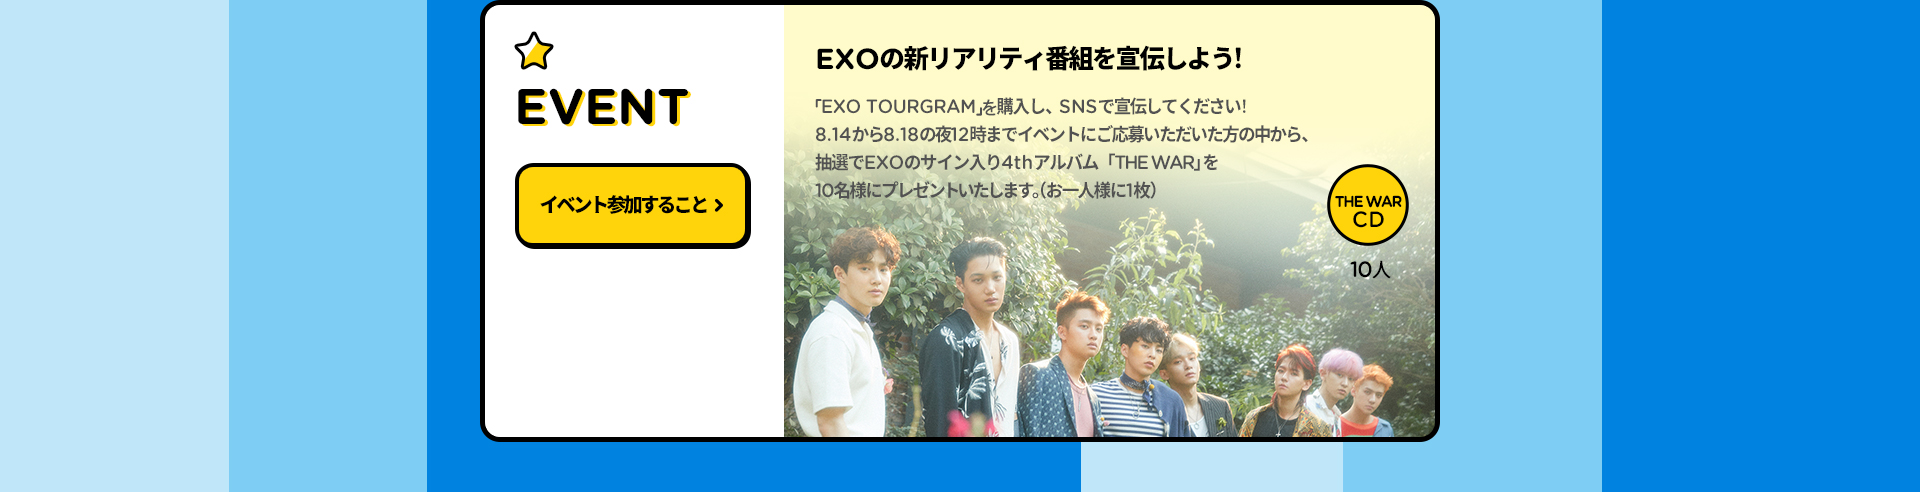 EVENT
イベント参加すること
EXOの新リアリティ番組を宣伝しよう!
「EXO TOURGRAM」を購入し、SNSで宣伝してください!
8.14から8.18の夜12時までイベントにご応募いただいた方の中から、
抽選でEXOのサイン入り4thアルバム「THE WAR」を
10名様にプレゼントいたします。（お一人様に1枚）
THE WAR
CD
10人